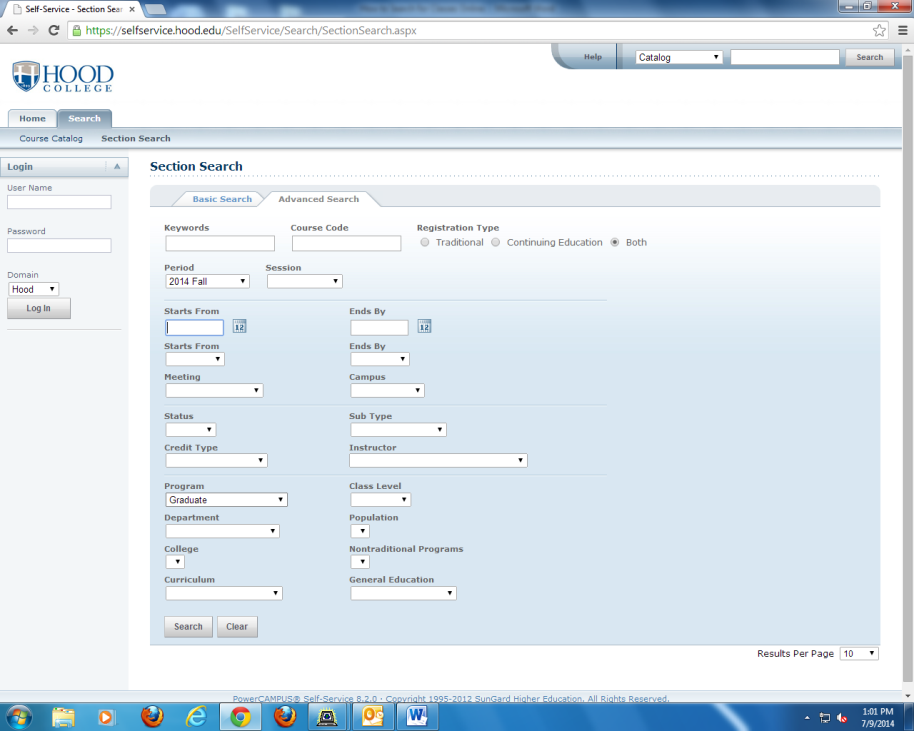 Self-Service - Section Sear
https://selfservice.hood.edu/SelfService/Search/SectionSearch.aspx
HOOD
COLLEGE
Help
Catalog
Search
Home
Search
Course Catalog
Section Search
Login
User Name
Password
Domain
Hood
Log In
Section Search
Basic Search
Advanced Search
Keywords
Course Code
Registration Type
Traditional
Continuing Education
Both
Period
Session
2014 Fall
Starts From
Ends By
12
12
Starts From
Ends By
Meeting
Campus
Status
Sub Type
Credit Type
Instructor
Program
Class Level
Graduate
Department
Population
College
Nontraditional Programs
Curriculum
General Education
Search
Clear
Results Per Page
10
PowerCAMPUS® Self-Service 8.2.0 · Copyright 1995-2012 SunGard Higher Education. All Rights Reserved.
1:01 PM
7/9/2014